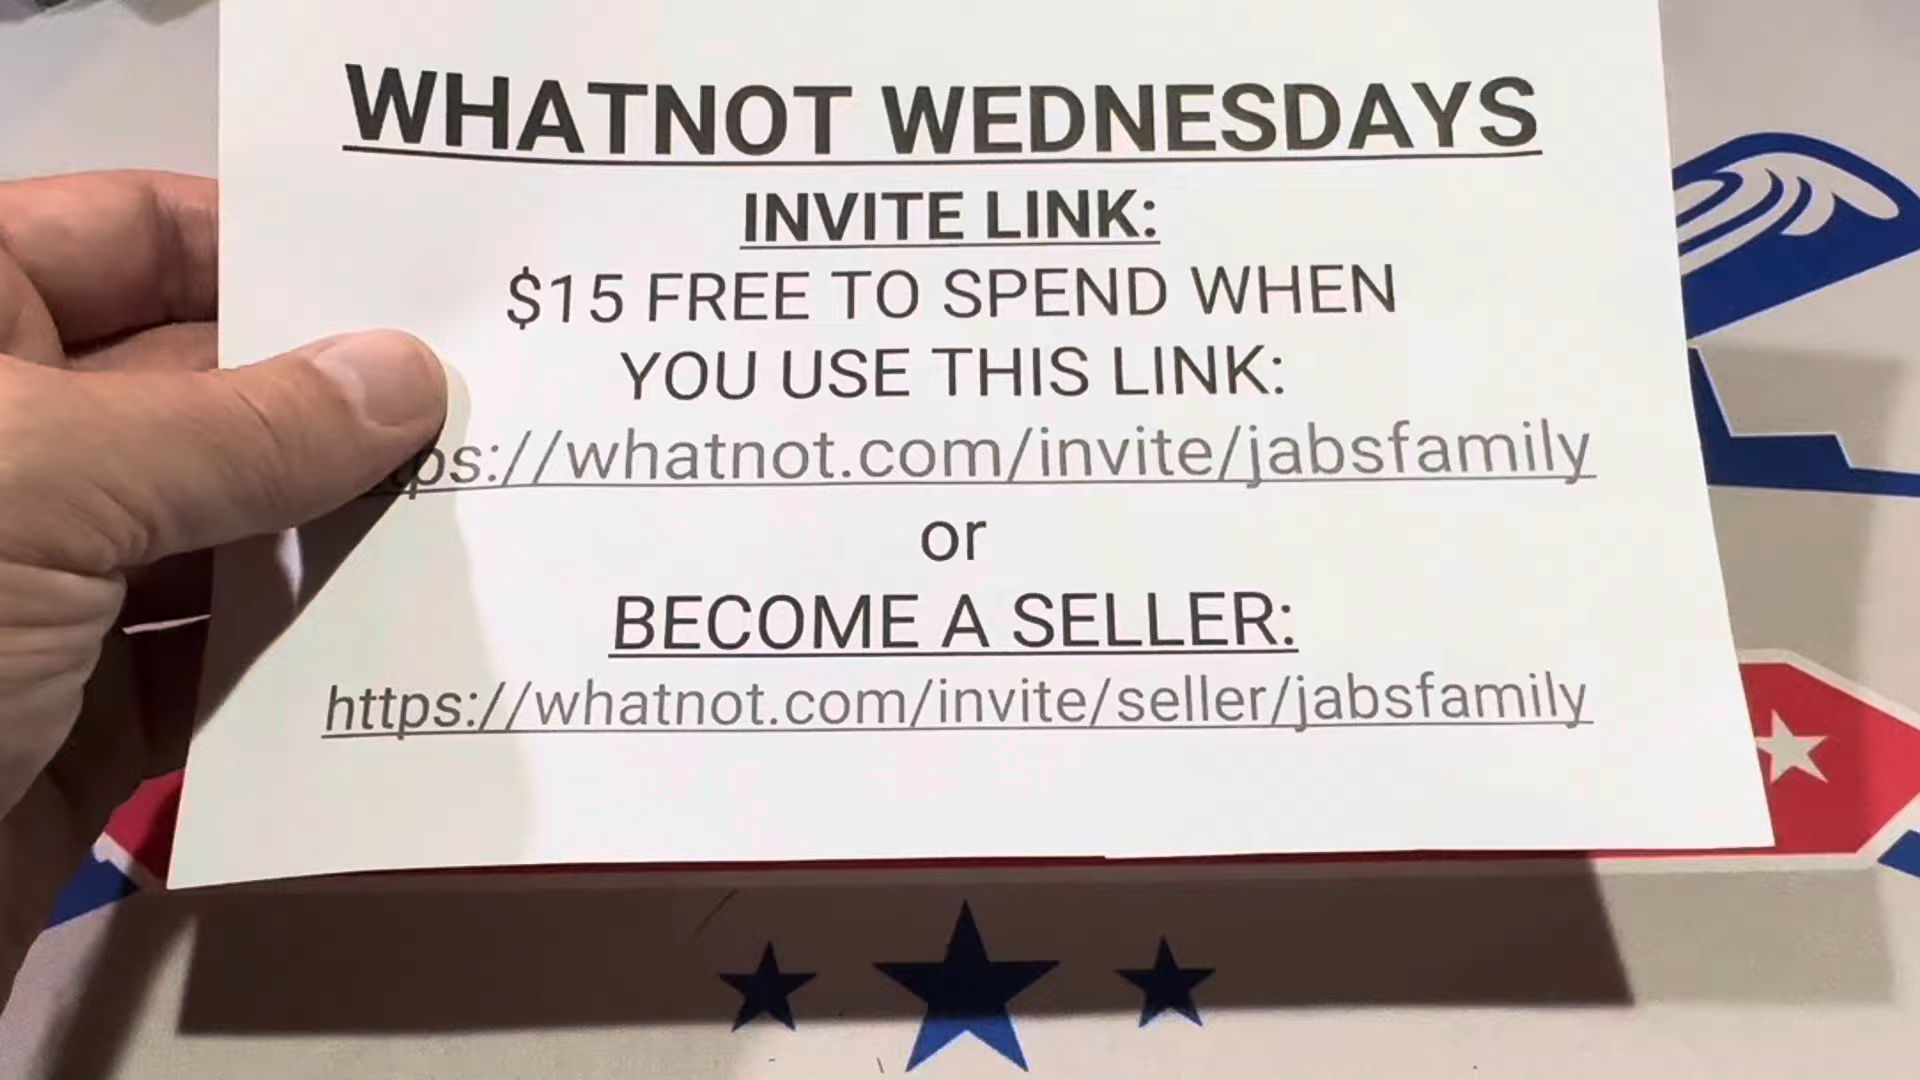 WHATNOT WEDNESDAYS
INVITE LINK:
$15 FREE TO SPEND WHEN
YOU USE THIS LINK:
ps://whatnot.com/invite/jabsfamily
or
BECOME A SELLER:
https://whatnot.com/invite/seller/jabsfamily